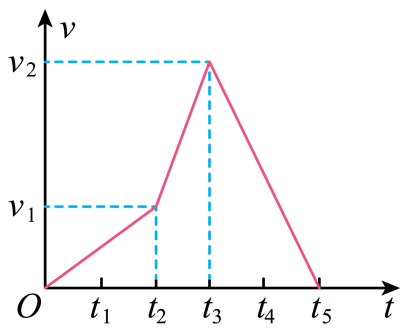 v
v₂
v₁
O t₁ t₂ t₃ t₄ t₅ t